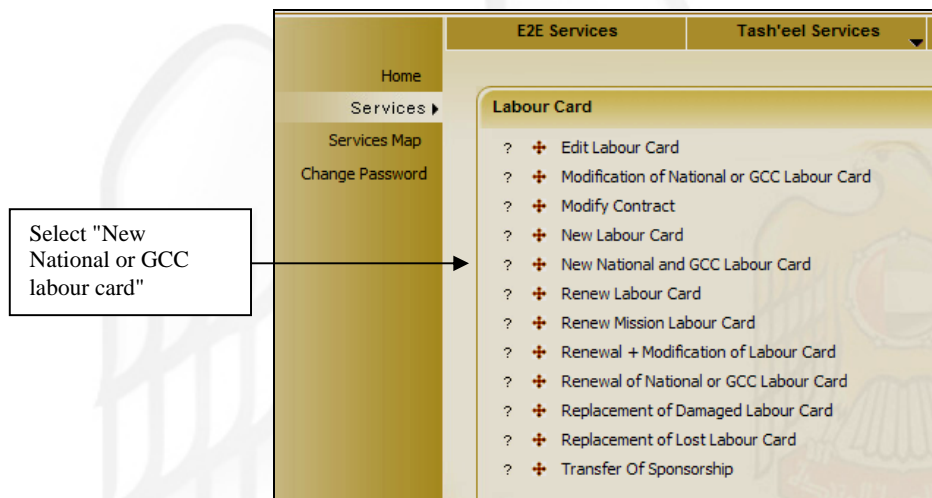 E2E Services
Tash'eel Services
Home
Services
Services Map
Change Password
Labour Card
? Edit Labour Card
? Modification of National or GCC Labour Card
? Modify Contract
? New Labour Card
? New National and GCC Labour Card
? Renew Labour Card
? Renew Mission Labour Card
? Renewal + Modification of Labour Card
? Renewal of National or GCC Labour Card
? Replacement of Damaged Labour Card
? Replacement of Lost Labour Card
? Transfer Of Sponsorship
Select "New
National or GCC
labour card"